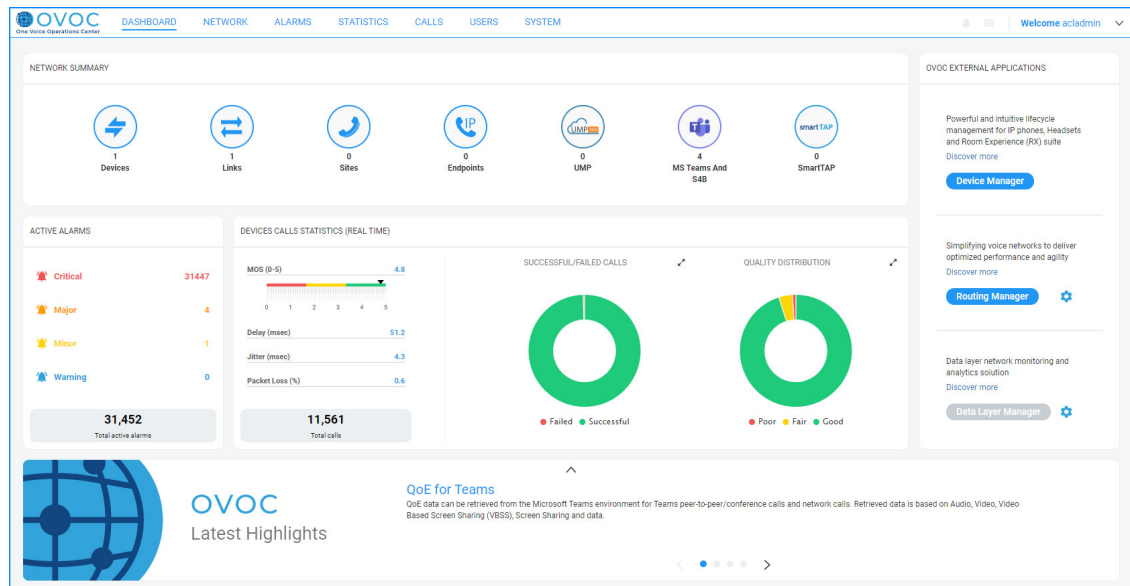 OVOC
One Voice Operations Center
DASHBOARD
NETWORK
ALARMS
STATISTICS
CALLS
USERS
SYSTEM
Welcome acladmin
NETWORK SUMMARY
1
Devices
1
Links
0
Sites
IP
0
Endpoints
UMP
0
UMP
4
MS Teams And
S4B
smartTAP
0
SmartTAP
OVOC EXTERNAL APPLICATIONS
Powerful and intuitive lifecycle
management for IP phones, Headsets
and Room Experience (RX) suite
Discover more
Device Manager
Simplifying voice networks to deliver
optimized performance and agility
Discover more
Routing Manager
Data layer network monitoring and
analytics solution
Discover more
Data Layer Manager
ACTIVE ALARMS
Critical 31447
Major 4
Minor 1
Warning 0
31,452
Total active alarms
DEVICES CALLS STATISTICS (REAL TIME)
MOS (0-5) 4.8
0 1 2 3 4 5
Delay (msec) 51.2
Jitter (msec) 4.3
Packet Loss (%) 0.6
11,561
Total calls
SUCCESSFUL/FAILED CALLS
Failed Successful
QUALITY DISTRIBUTION
Poor Fair Good
OVOC
Latest Highlights
QoE for Teams
QoE data can be retrieved from the Microsoft Teams environment for Teams peer-to-peer/conference calls and network calls. Retrieved data is based on Audio, Video, Video
Based Screen Sharing (VBSS), Screen Sharing and data.